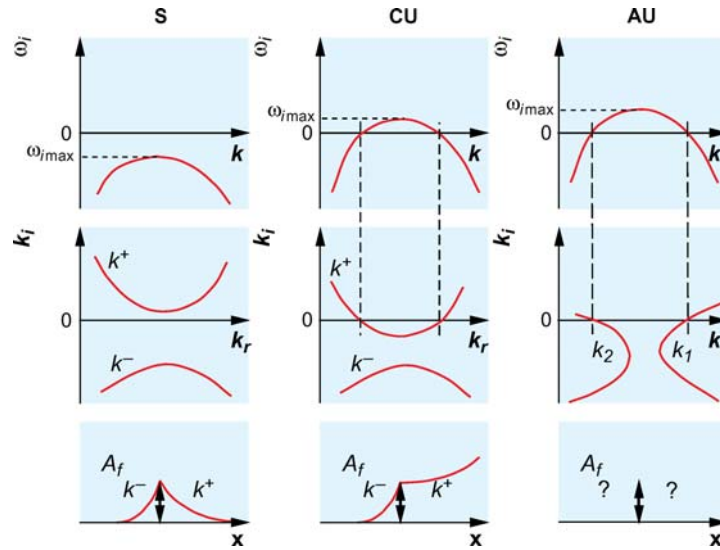 S
CU
AU
ωi
ωi
ωi
ωimax
ωimax
0
0
0
ωimax
k
k
k
ki
ki
ki
k+
k+
0
0
0
kr
kr
k
k−
k−
k2
k1
Af
Af
Af
k−
k+
k−
k+
?
?
x
x
x